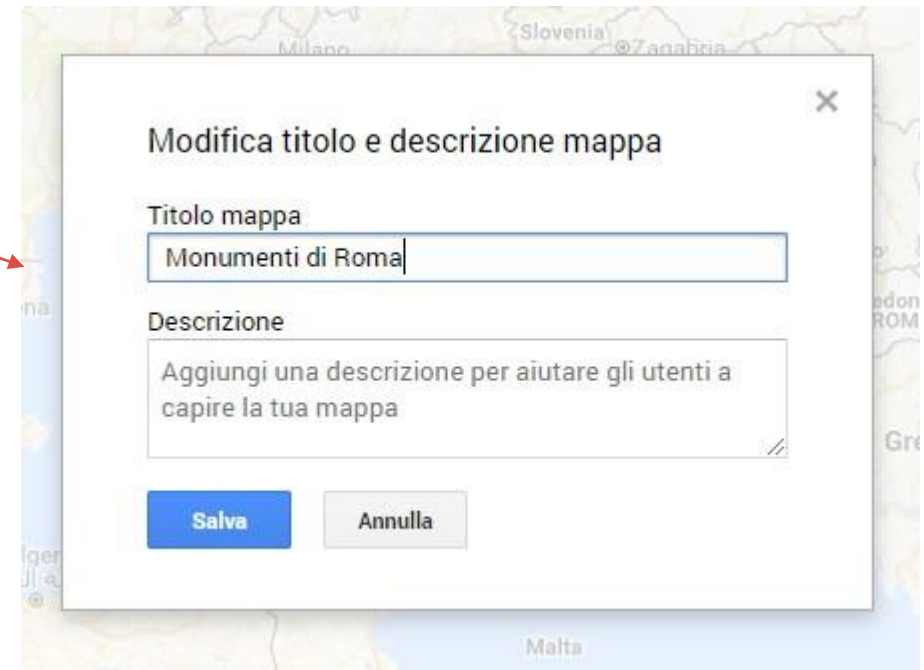 Milano
Slovenia
Zagabria
Modifica titolo e descrizione mappa
Titolo mappa
Monumenti di Roma
Descrizione
Aggiungi una descrizione per aiutare gli utenti a
capire la tua mappa
Salva
Annulla
Malta